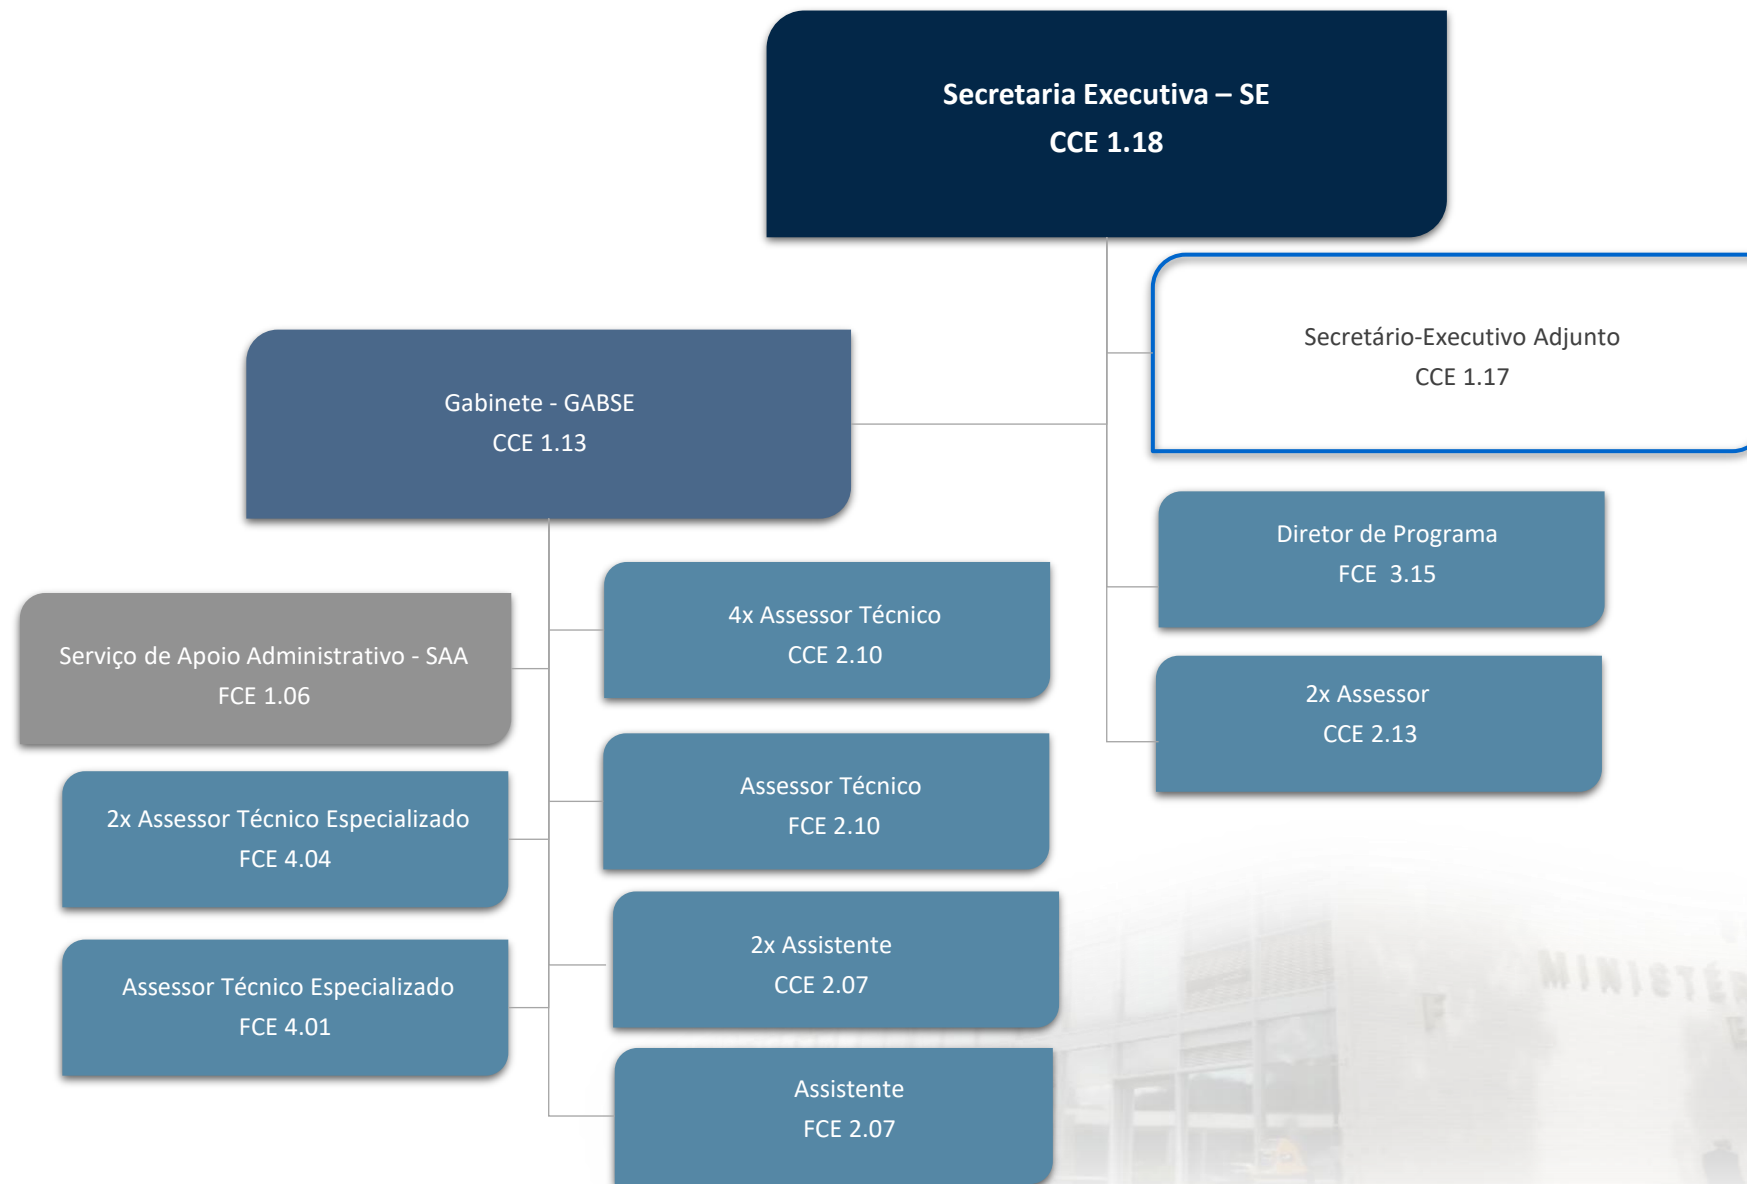 Secretaria Executiva – SE
CCE 1.18
Secretário-Executivo Adjunto
CCE 1.17
Gabinete - GABSE
CCE 1.13
Diretor de Programa
FCE  3.15
2x Assessor
CCE 2.13
4x Assessor Técnico
CCE 2.10
Serviço de Apoio Administrativo - SAA
FCE 1.06
Assessor Técnico
FCE 2.10
2x Assessor Técnico Especializado
FCE 4.04
2x Assistente
CCE 2.07
Assessor Técnico Especializado
FCE 4.01
Assistente
FCE 2.07